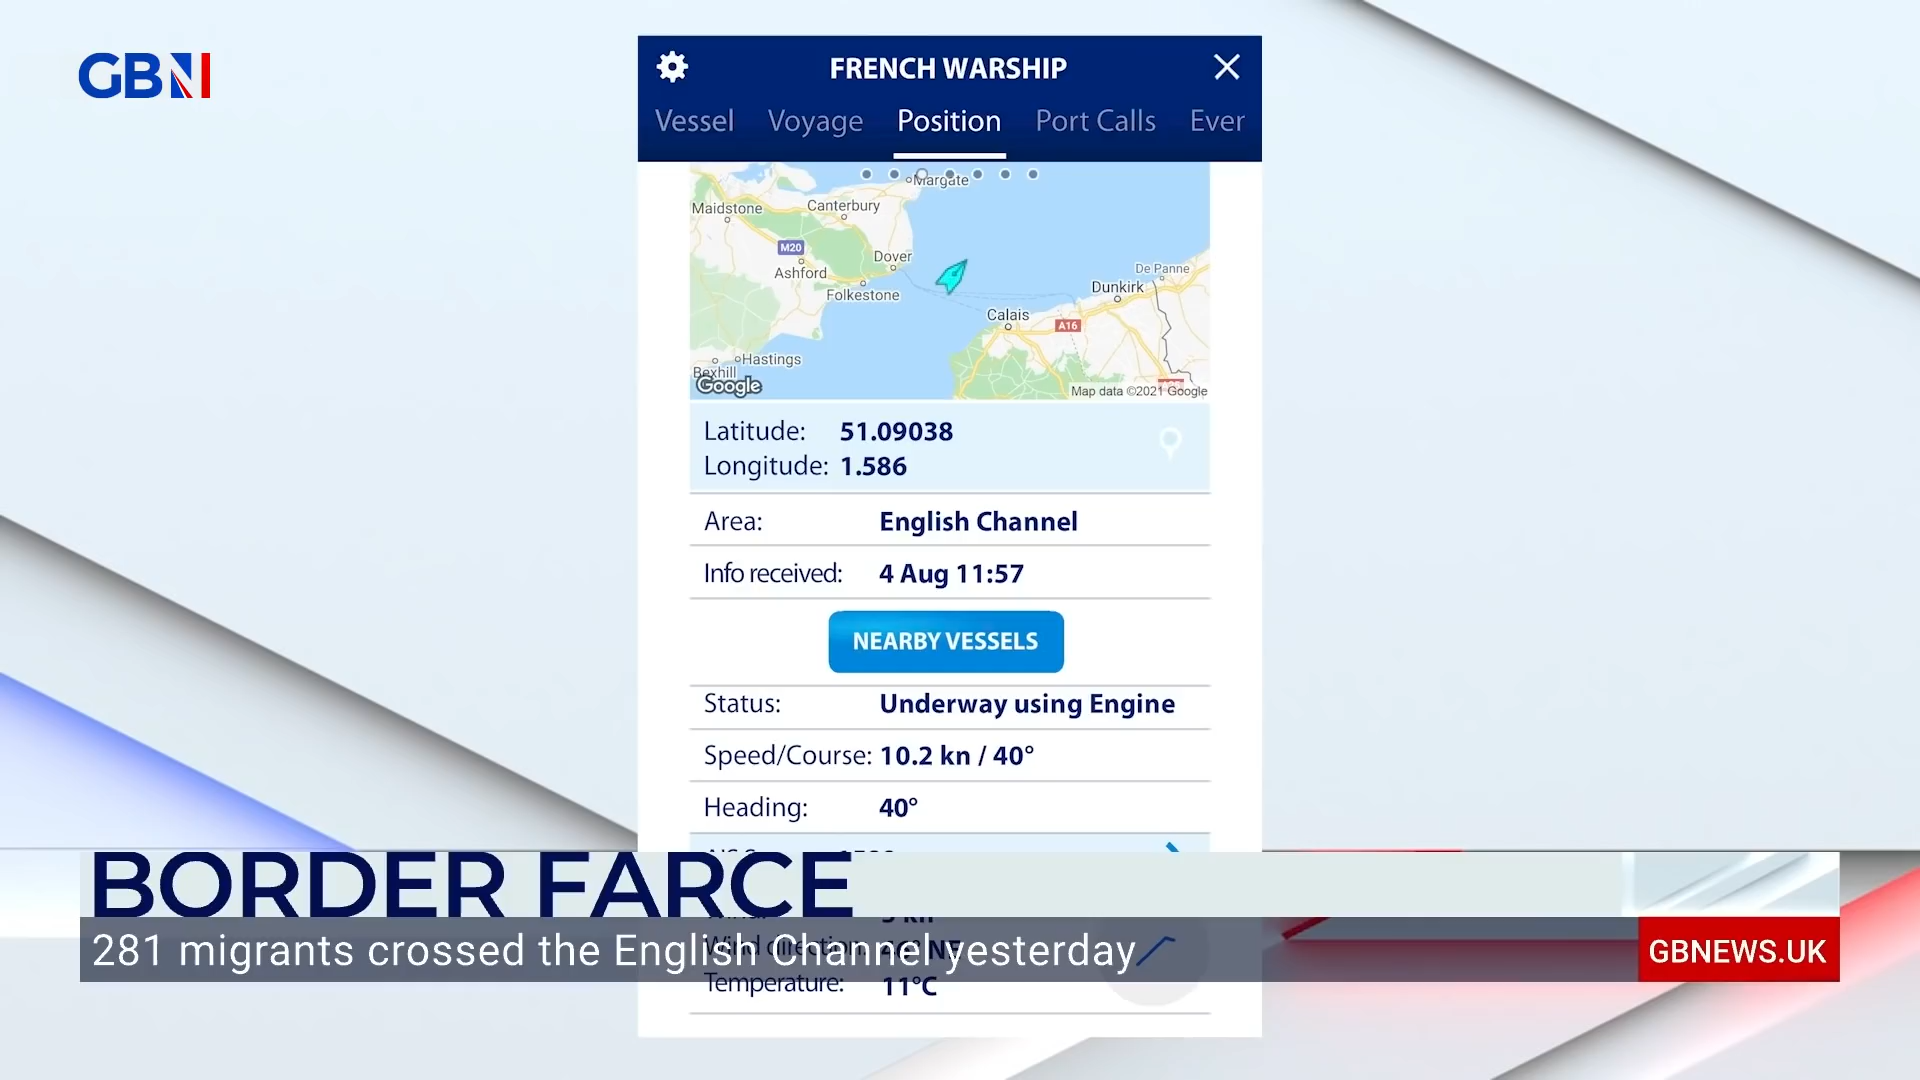 GBN
FRENCH WARSHIP
Vessel Voyage Position Port Calls Ever
Margate
Maidstone
Canterbury
M20
Dover
Ashford
De Panne
Folkestone
Dunkirk
Calais
A16
Hastings
Bexhill
Google
Map data ©2021 Google
Latitude: 51.09038
Longitude: 1.586
Area: English Channel
Info received: 4 Aug 11:57
NEARBY VESSELS
Status: Underway using Engine
Speed/Course: 10.2 kn / 40°
Heading: 40°
BORDER FARCE
281 migrants crossed the English Channel yesterday
GBNEWS.UK
Wind direction:
Temperature: 11°C